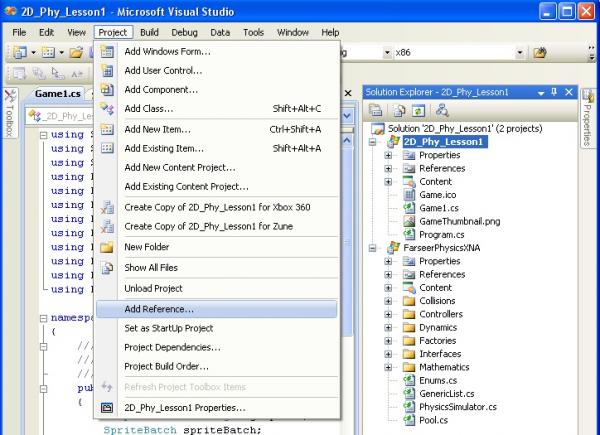 2D_Phy_Lesson1 - Microsoft Visual Studio
File Edit View Project Build Debug Data Tools Window Help
x86
Game1.cs
Toolbox
Add Windows Form...
Add User Control...
Add Component...
Add Class... Shift+Alt+C
Add New Item... Ctrl+Shift+A
Add Existing Item... Shift+Alt+A
Add New Content Project...
Add Existing Content Project...
Create Copy of 2D_Phy_Lesson1 for Xbox 360
Create Copy of 2D_Phy_Lesson1 for Zune
New Folder
Show All Files
Unload Project
Add Reference...
Set as StartUp Project
Project Dependencies...
Project Build Order...
Refresh Project Toolbox Items
2D_Phy_Lesson1 Properties...
using
using
using
using
using
using
using
using
using
using
{
///
///
{
SpriteBatch spriteBatch;
Solution Explorer - 2D_Phy_Lesson1
Solution '2D_Phy_Lesson1' (2 projects)
2D_Phy_Lesson1
Properties
References
Content
Game.ico
Game1.cs
GameThumbnail.png
Program.cs
FarseerPhysicsXNA
Properties
References
Content
Collisions
Controllers
Dynamics
Factories
Interfaces
Mathematics
Enums.cs
GenericList.cs
PhysicsSimulator.cs
Pool.cs
Properties